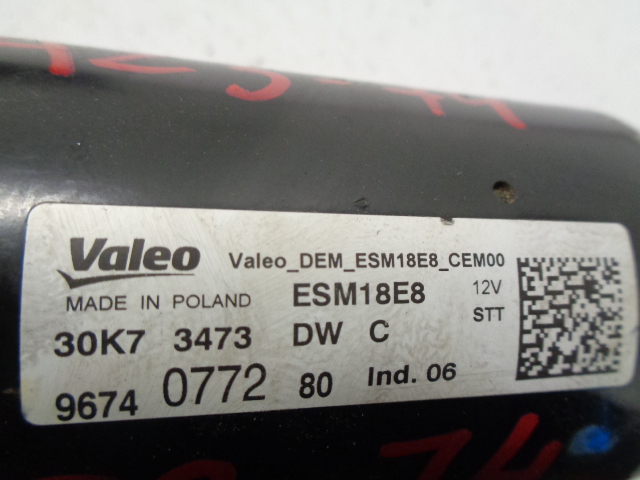 Valeo Valeo_DEM_ESM18E8_CEM00
MADE IN POLAND ESM18E8 12V
30K7 3473 DW C STT
9674 0772 80 Ind. 06